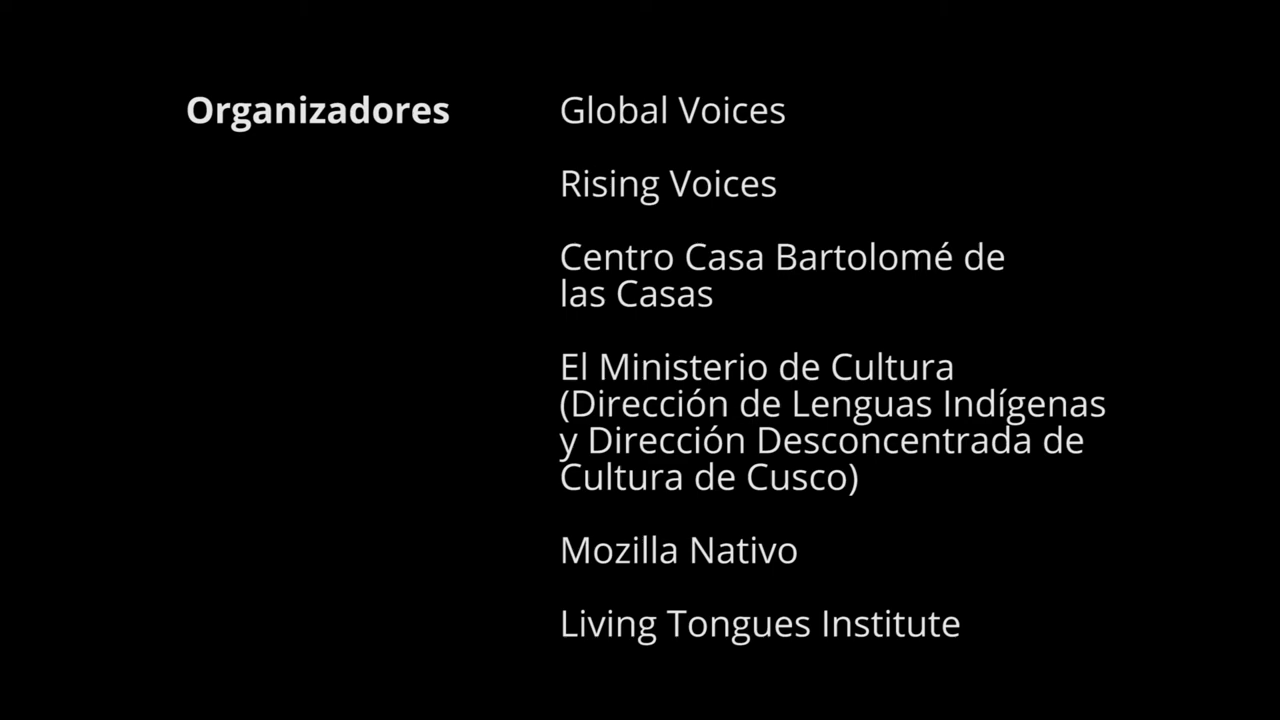 Organizadores
Global Voices
Rising Voices
Centro Casa Bartolomé de
las Casas
El Ministerio de Cultura
(Dirección de Lenguas Indígenas
y Dirección Desconcentrada de
Cultura de Cusco)
Mozilla Nativo
Living Tongues Institute